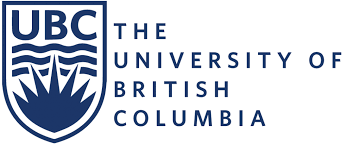 UBC
THE
UNIVERSITY OF
BRITISH
COLUMBIA